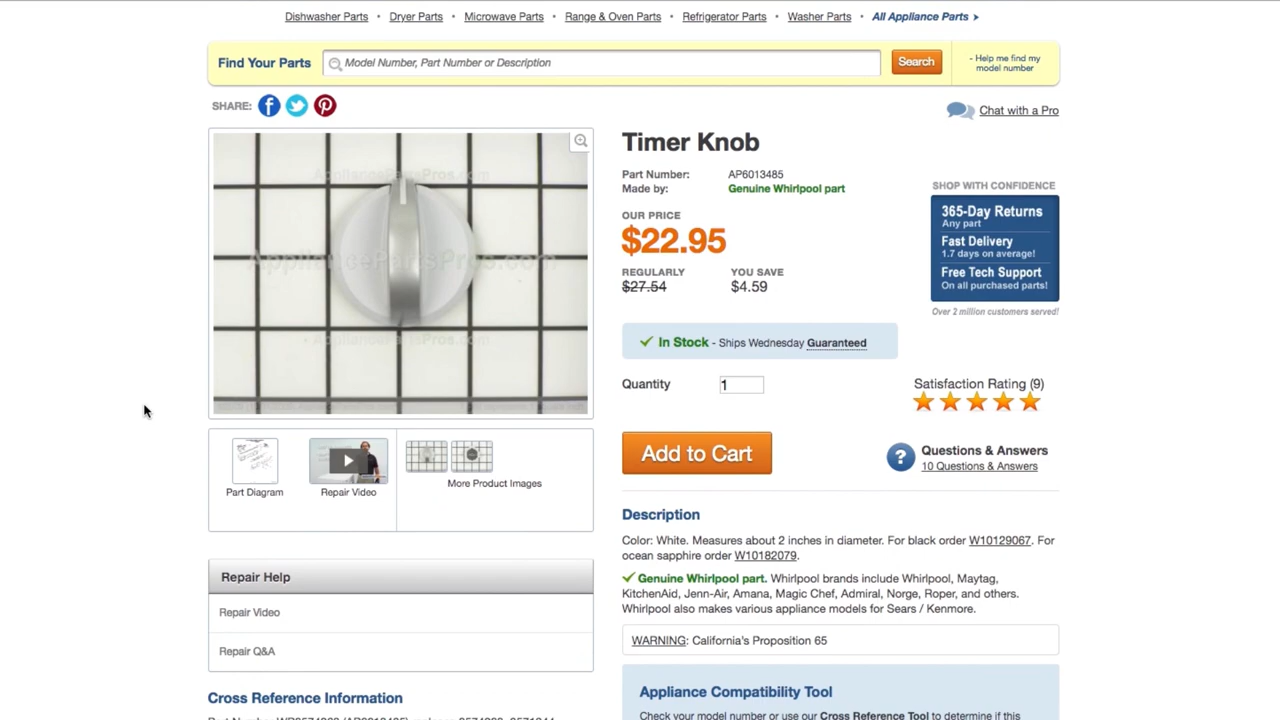 Dishwasher Parts • Dryer Parts • Microwave Parts • Range & Oven Parts • Refrigerator Parts • Washer Parts • All Appliance Parts
Find Your Parts
Model Number, Part Number or Description
Search
- Help me find my
model number
SHARE:
Chat with a Pro
AppliancePartsPros.com
Timer Knob
Part Number: AP6013485
Made by: Genuine Whirlpool part
OUR PRICE
$22.95
REGULARLY YOU SAVE
$27.54 $4.59
SHOP WITH CONFIDENCE
365-Day Returns
Any part
Fast Delivery
1.7 days on average!
Free Tech Support
On all purchased parts!
Over 2 million customers served!
In Stock - Ships Wednesday Guaranteed
Quantity 1
Satisfaction Rating (9)
Add to Cart
? Questions & Answers
10 Questions & Answers
Part Diagram
Repair Video
More Product Images
Description
Color: White. Measures about 2 inches in diameter. For black order W10129067. For
ocean sapphire order W10182079.
Genuine Whirlpool part. Whirlpool brands include Whirlpool, Maytag,
KitchenAid, Jenn-Air, Amana, Magic Chef, Admiral, Norge, Roper, and others.
Whirlpool also makes various appliance models for Sears / Kenmore.
WARNING: California's Proposition 65
Repair Help
Repair Video
Repair Q&A
Cross Reference Information
Appliance Compatibility Tool
Check your model number or use our Cross Reference Tool to determine if this